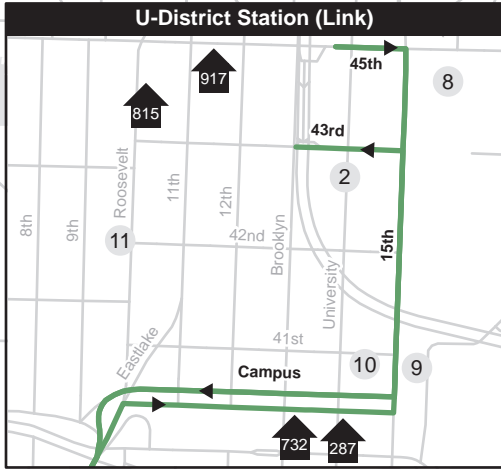 U-District Station (Link)
45th
917
8
815
43rd
2
Roosevelt
11th
12th
8th
9th
Brooklyn
15th
11
42nd
University
41st
Eastlake
10
9
Campus
732
287